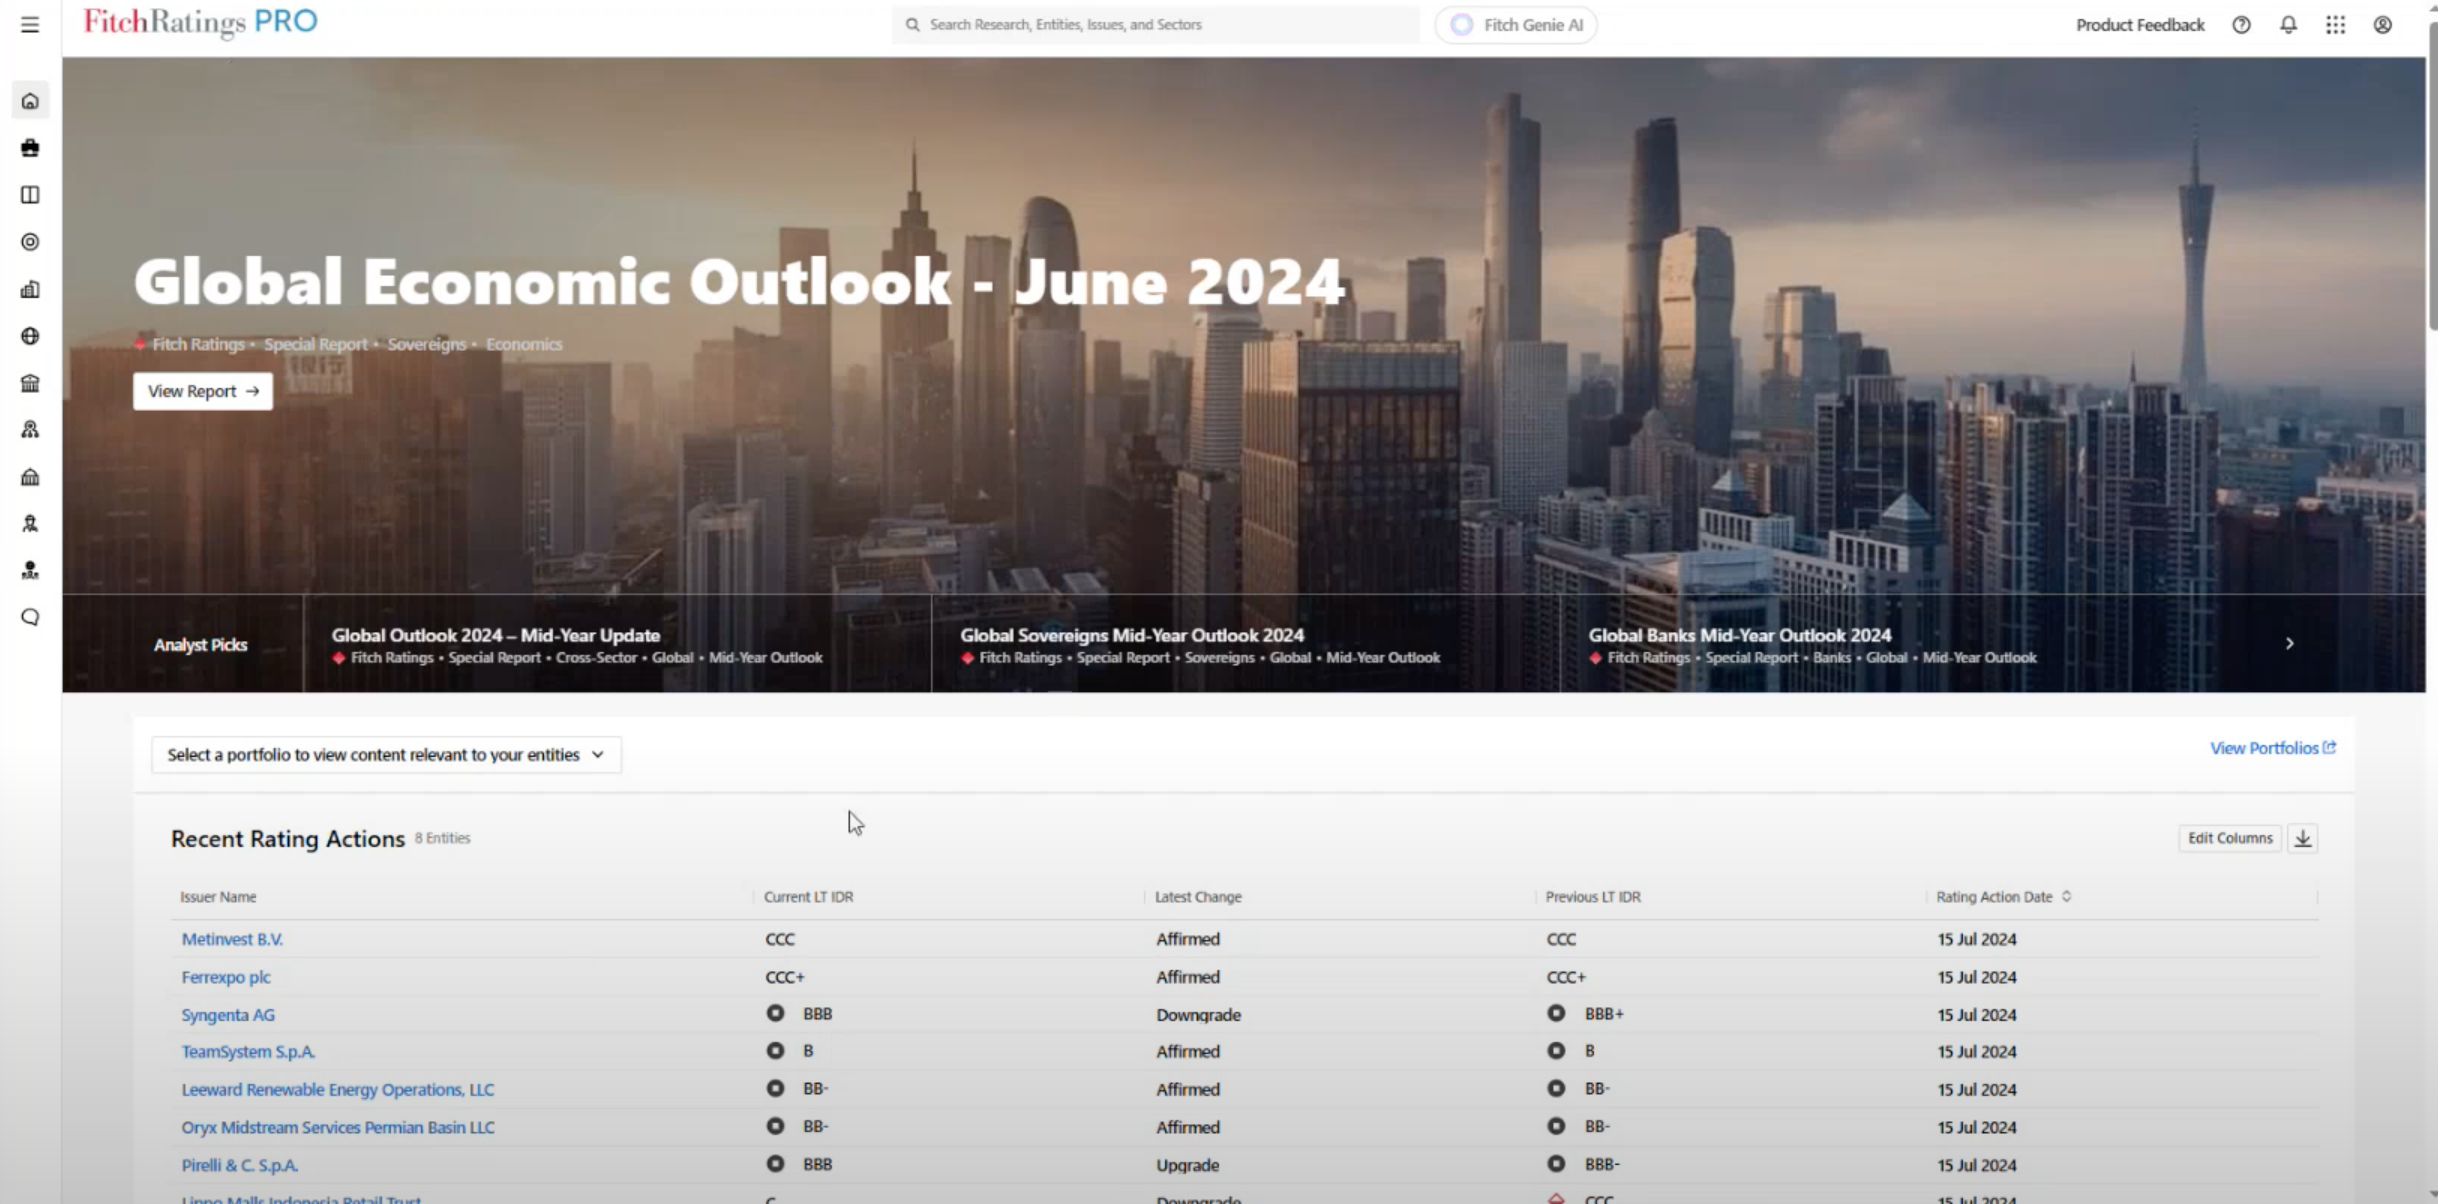 FitchRatings PRO
Search Research, Entities, Issues, and Sectors
Fitch Genie AI
Product Feedback
Global Economic Outlook - June 2024
Fitch Ratings • Special Report • Sovereigns • Economics
View Report →
Analyst Picks
Global Outlook 2024 – Mid-Year Update
Fitch Ratings • Special Report • Cross-Sector • Global • Mid-Year Outlook
Global Sovereigns Mid-Year Outlook 2024
Fitch Ratings • Special Report • Sovereigns • Global • Mid-Year Outlook
Global Banks Mid-Year Outlook 2024
Fitch Ratings • Special Report • Banks • Global • Mid-Year Outlook
Select a portfolio to view content relevant to your entities
View Portfolios
Recent Rating Actions 8 Entities
Edit Columns
Issuer Name Current LT IDR Latest Change Previous LT IDR Rating Action Date
Metinvest B.V. CCC Affirmed CCC 15 Jul 2024
Ferrexpo plc CCC+ Affirmed CCC+ 15 Jul 2024
Syngenta AG BBB Downgrade BBB+ 15 Jul 2024
TeamSystem S.p.A. B Affirmed B 15 Jul 2024
Leeward Renewable Energy Operations, LLC BB- Affirmed BB- 15 Jul 2024
Oryx Midstream Services Permian Basin LLC BB- Affirmed BB- 15 Jul 2024
Pirelli & C. S.p.A. BBB Upgrade BBB- 15 Jul 2024
Lippo Malls Indonesia Retail Trust C Downgrade CCC 15 Jul 2024